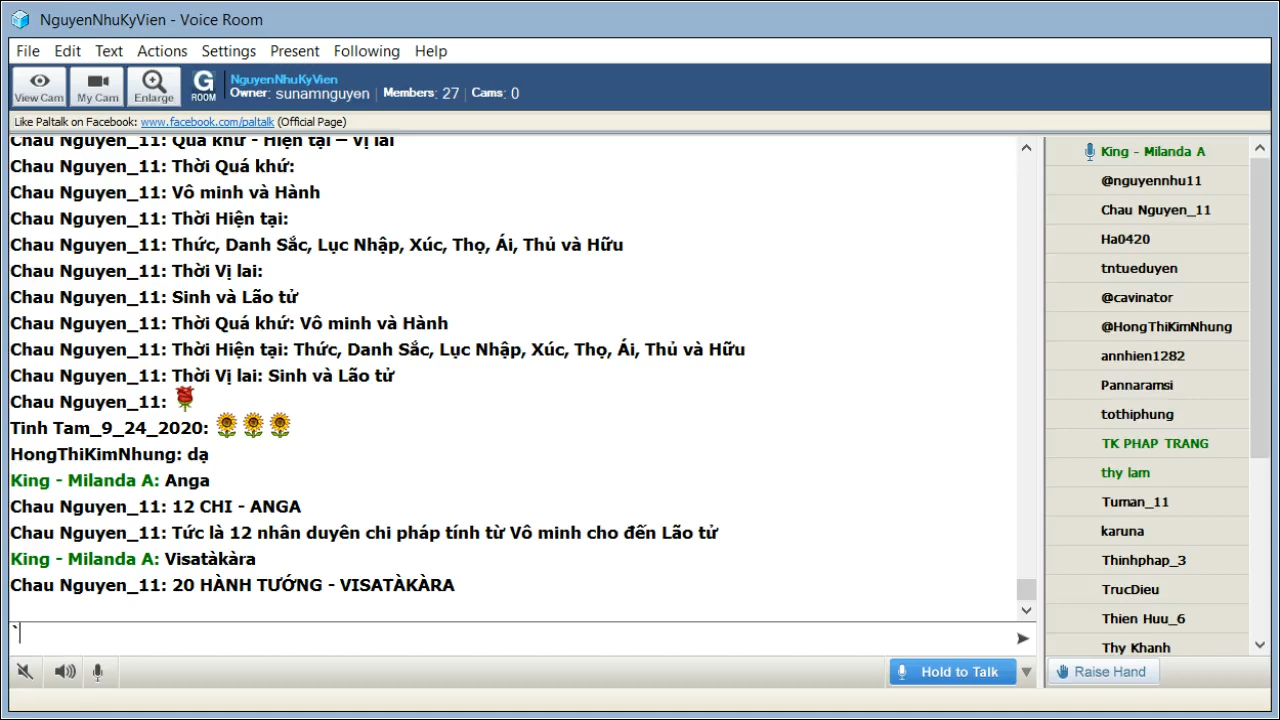 NguyenNhuKyVien - Voice Room
File Edit Text Actions Settings Present Following Help
View Cam My Cam Enlarge G ROOM NguyenNhuKyVien
Owner: sunamnguyen | Members: 27 | Cams: 0
Like Paltalk on Facebook: www.facebook.com/paltalk (Official Page)
Chau Nguyen_11: Quá khứ - Hiện tại – Vị lai
Chau Nguyen_11: Thời Quá khứ:
Chau Nguyen_11: Vô minh và Hành
Chau Nguyen_11: Thời Hiện tại:
Chau Nguyen_11: Thức, Danh Sắc, Lục Nhập, Xúc, Thọ, Ái, Thủ và Hữu
Chau Nguyen_11: Thời Vị lai:
Chau Nguyen_11: Sinh và Lão tử
Chau Nguyen_11: Thời Quá khứ: Vô minh và Hành
Chau Nguyen_11: Thời Hiện tại: Thức, Danh Sắc, Lục Nhập, Xúc, Thọ, Ái, Thủ và Hữu
Chau Nguyen_11: Thời Vị lai: Sinh và Lão tử
Chau Nguyen_11:
Tinh Tam_9_24_2020:
HongThiKimNhung: dạ
King - Milanda A: Anga
Chau Nguyen_11: 12 CHI - ANGA
Chau Nguyen_11: Tức là 12 nhân duyên chi pháp tính từ Vô minh cho đến Lão tử
King - Milanda A: Visatàkàra
Chau Nguyen_11: 20 HÀNH TƯỚNG - VISATÀKÀRA
`
King - Milanda A
@nguyennhu11
Chau Nguyen_11
Ha0420
tntueduyen
@cavinator
@HongThiKimNhung
annhien1282
Pannaramsi
tothiphung
TK PHAP TRANG
thy lam
Tuman_11
karuna
Thinhphap_3
TrucDieu
Thien Huu_6
Thy Khanh
Hold to Talk
Raise Hand